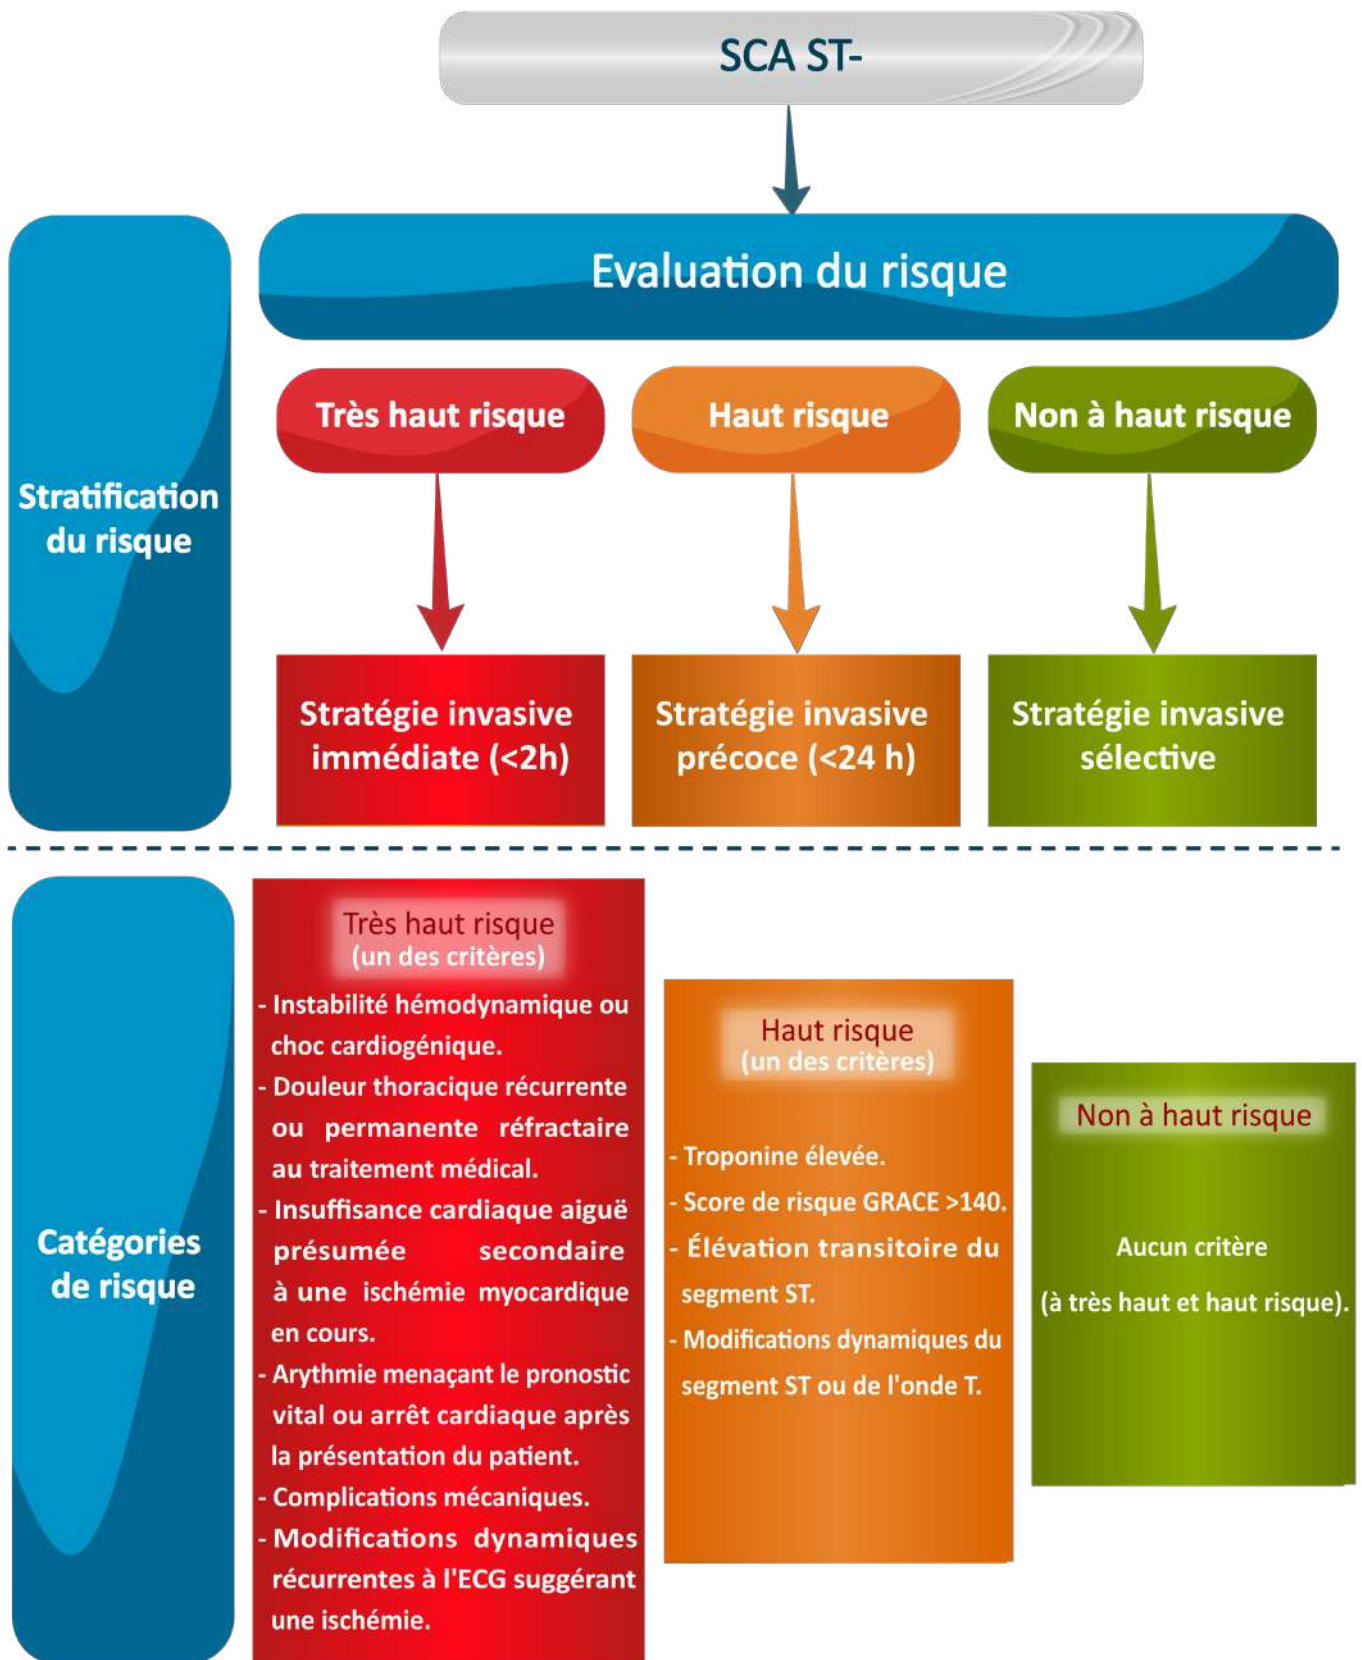 SCA ST-
Evaluation du risque
Très haut risque
Haut risque
Non à haut risque
Stratification
du risque
Stratégie invasive
immédiate (<2h)
Stratégie invasive
précoce (<24 h)
Stratégie invasive
sélective
Catégories
de risque
Très haut risque
(un des critères)
- Instabilité hémodynamique ou
choc cardiogénique.
- Douleur thoracique récurrente
ou permanente réfractaire
au traitement médical.
- Insuffisance cardiaque aiguë
présumée secondaire
à une ischémie myocardique
en cours.
- Arythmie menaçant le pronostic
vital ou arrêt cardiaque après
la présentation du patient.
- Complications mécaniques.
- Modifications dynamiques
récurrentes à l'ECG suggérant
une ischémie.
Haut risque
(un des critères)
- Troponine élevée.
- Score de risque GRACE >140.
- Élévation transitoire du
segment ST.
- Modifications dynamiques du
segment ST ou de l'onde T.
Non à haut risque
Aucun critère
(à très haut et haut risque).